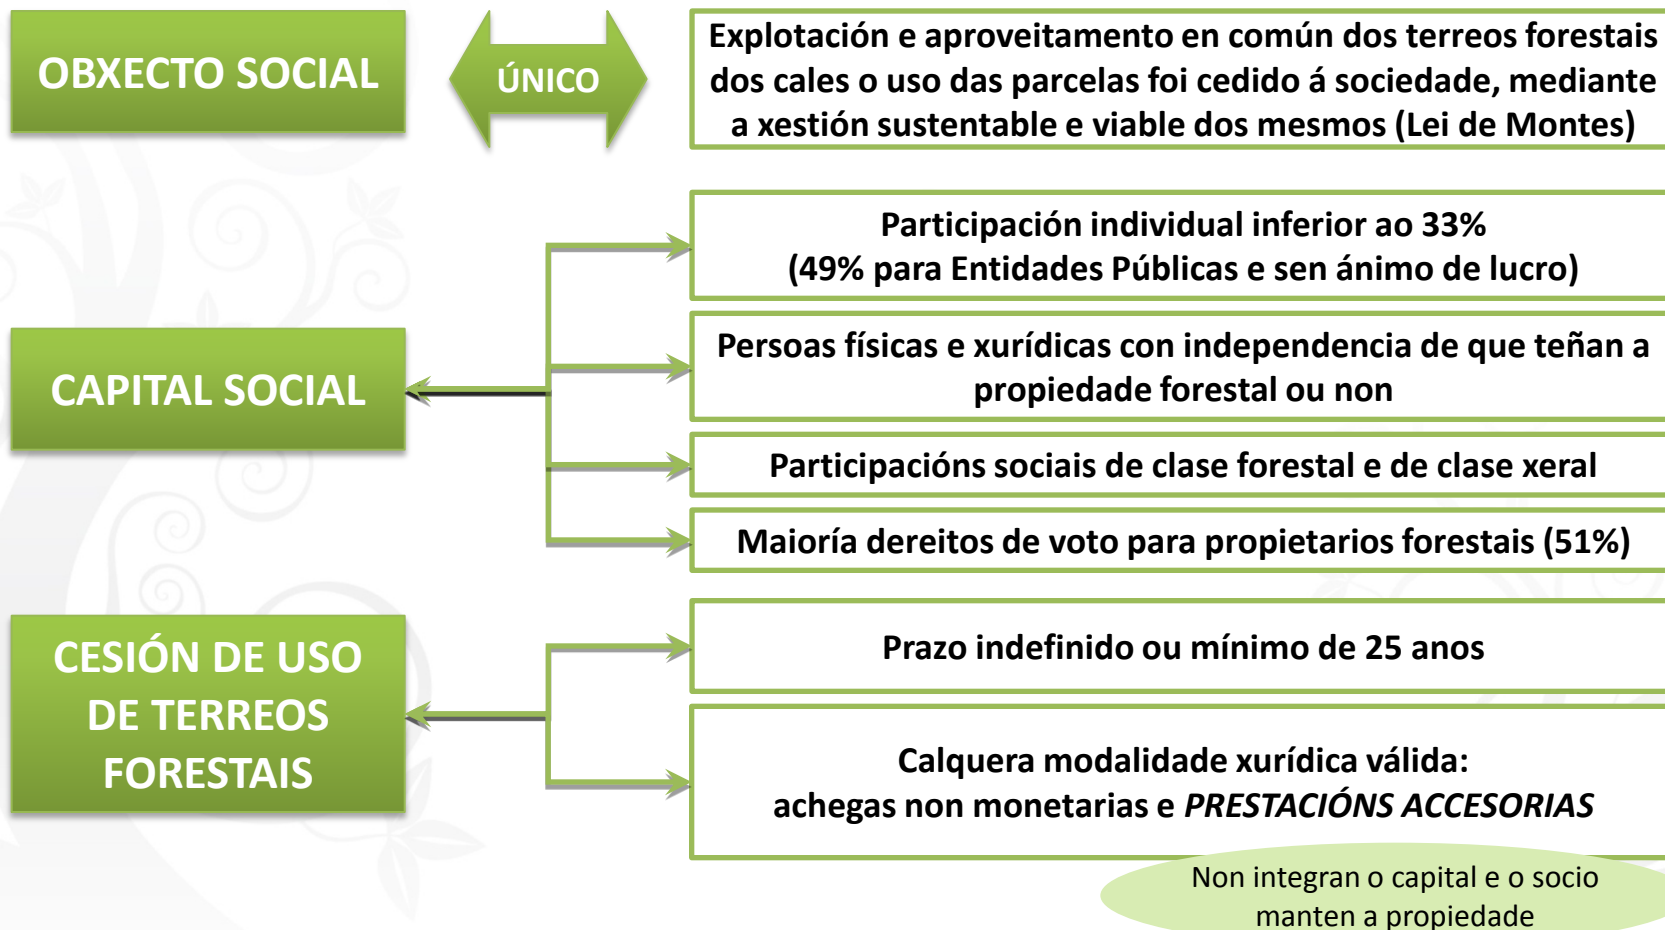 OBXECTO SOCIAL
ÚNICO
Explotación e aproveitamento en común dos terreos forestais
dos cales o uso das parcelas foi cedido á sociedade, mediante
a xestión sustentable e viable dos mesmos (Lei de Montes)
CAPITAL SOCIAL
Participación individual inferior ao 33%
(49% para Entidades Públicas e sen ánimo de lucro)
Persoas físicas e xurídicas con independencia de que teñan a
propiedade forestal ou non
Participacións sociais de clase forestal e de clase xeral
Maioría dereitos de voto para propietarios forestais (51%)
CESIÓN DE USO
DE TERREOS
FORESTAIS
Prazo indefinido ou mínimo de 25 anos
Calquera modalidade xurídica válida:
achegas non monetarias e PRESTACIÓNS ACCESORIAS
Non integran o capital e o socio
manten a propiedade